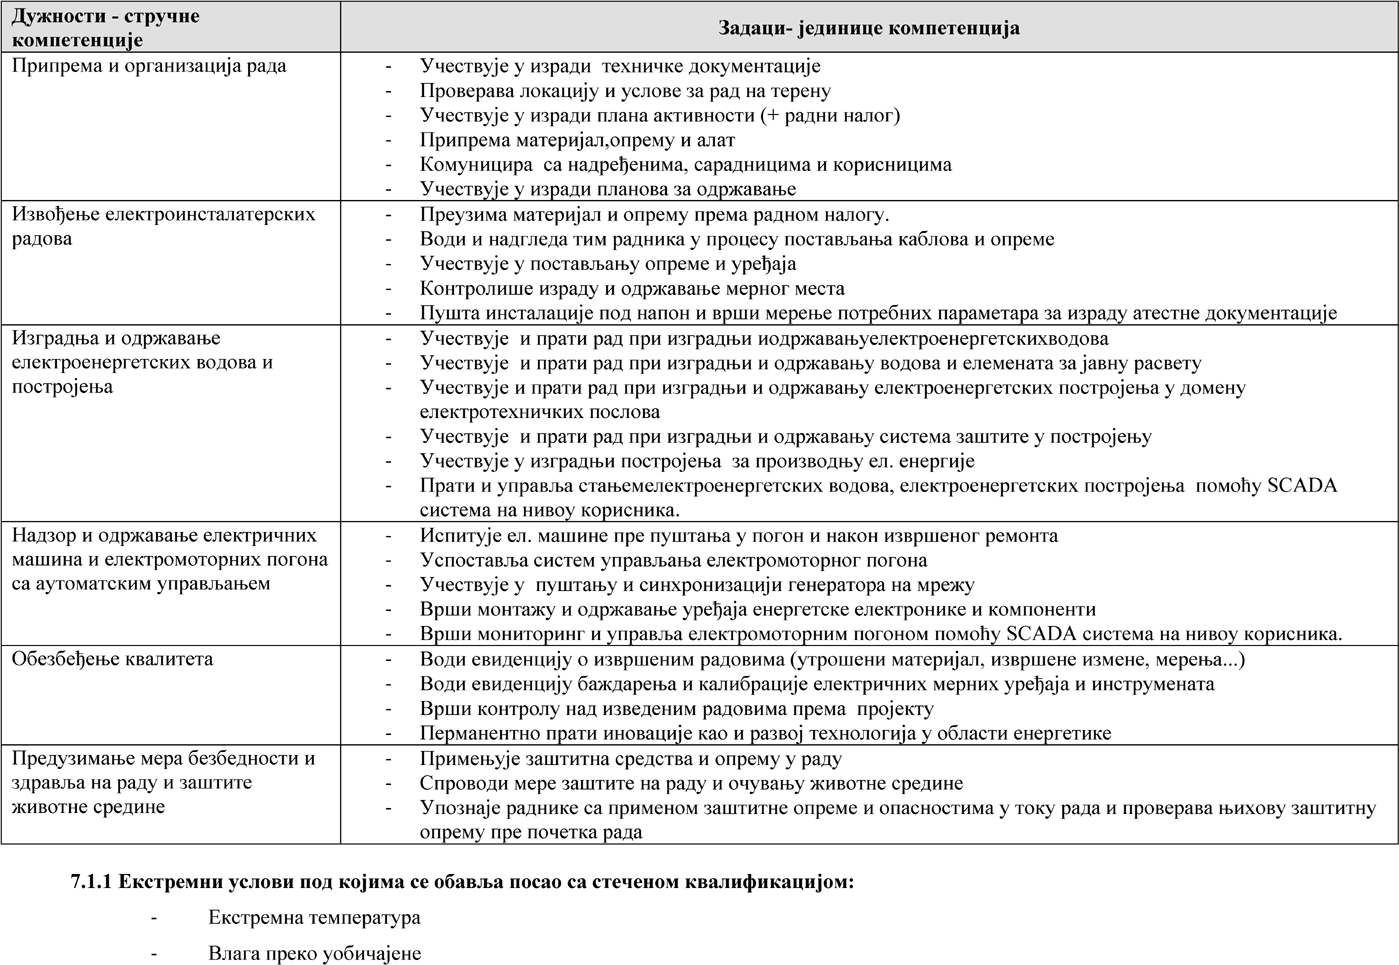 Дужности - стручне
компетенције
Задаци- јединице компетенција
Припрема и организација рада
- Учествује у изради  техничке документације
- Проверава локацију и услове за рад на терену
- Учествује у изради плана активности (+ радни налог)
- Припрема материјал,опрему и алат
- Комуницира  са надређенима, сарадницима и корисницима
- Учествује у изради планова за одржавање
Извођење електроинсталатерских
радова
- Преузима материјал и опрему према радном налогу.
- Води и надгледа тим радника у процесу постављања каблова и опреме
- Учествује у постављању опреме и уређаја
- Контролише израду и одржавање мерног места
- Пушта инсталације под напон и врши мерење потребних параметара за израду атестне документације
Изградња и одржавање
електроенергетских водова и
постројења
- Учествује  и прати рад при изградњи иодржавањуелектроенергетскихводова
- Учествује  и прати рад при изградњи и одржавању водова и елемената за јавну расвету
- Учествује и прати рад при изградњи и одржавању електроенергетских постројења у домену
електротехничких послова
- Учествује  и прати рад при изградњи и одржавању система заштите у постројењу
- Учествује у изградњи постројења  за производњу ел. енергије
- Прати и управља стањемелектроенергетских водова, електроенергетских постројења  помоћу SCADA
система на нивоу корисника.
Надзор и одржавање електричних
машина и електромоторних погона
са аутоматским управљањем
- Испитује ел. машине пре пуштања у погон и након извршеног ремонта
- Успоставља систем управљања електромоторног погона
- Учествује у  пуштању и синхронизацији генератора на мрежу
- Врши монтажу и одржавање уређаја енергетске електронике и компоненти
- Врши мониторинг и управља електромоторним погоном помоћу SCADA система на нивоу корисника.
Обезбеђење квалитета
- Води евиденцију о извршеним радовима (утрошени материјал, извршене измене, мерења...)
- Води евиденцију баждарења и калибрације електричних мерних уређаја и инструмената
- Врши контролу над изведеним радовима према  пројекту
- Перманентно прати иновације као и развој технологија у области енергетике
Предузимање мера безбедности и
здравља на раду и заштите
животне средине
- Примењује заштитна средства и опрему у раду
- Спроводи мере заштите на раду и очувању животне средине
- Упознаје раднике са применом заштитне опреме и опасностима у току рада и проверава њихову заштитну
опрему пре почетка рада
7.1.1 Екстремни услови под којима се обавља посао са стеченом квалификацијом:
- Екстремна температура
- Влага преко уобичајене